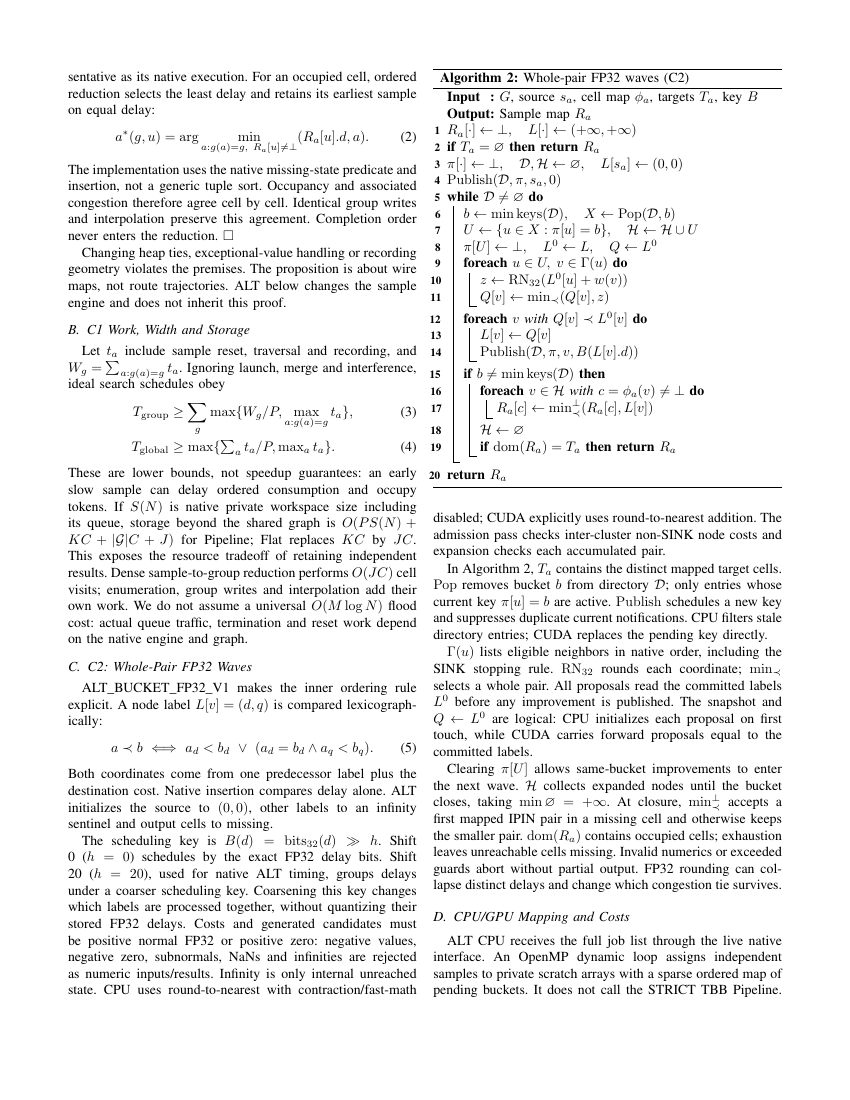 sentative as its native execution. For an occupied cell, ordered
reduction selects the least delay and retains its earliest sample
on equal delay:
a*(g, u) = arg min_{a:g(a)=g, R_a[u]≠⊥} (R_a[u].d, a). (2)
The implementation uses the native missing-state predicate and
insertion, not a generic tuple sort. Occupancy and associated
congestion therefore agree cell by cell. Identical group writes
and interpolation preserve this agreement. Completion order
never enters the reduction. □
Changing heap ties, exceptional-value handling or recording
geometry violates the premises. The proposition is about wire
maps, not route trajectories. ALT below changes the sample
engine and does not inherit this proof.
B. C1 Work, Width and Storage
Let t_a include sample reset, traversal and recording, and
W_g = ∑_{a:g(a)=g} t_a. Ignoring launch, merge and interference,
ideal search schedules obey
T_group ≥ ∑_g max{W_g/P, max_{a:g(a)=g} t_a}, (3)
T_global ≥ max{∑_a t_a/P, max_a t_a}. (4)
These are lower bounds, not speedup guarantees: an early
slow sample can delay ordered consumption and occupy
tokens. If S(N) is native private workspace size including
its queue, storage beyond the shared graph is O(PS(N) +
KC + |𝒢|C + J) for Pipeline; Flat replaces KC by JC.
This exposes the resource tradeoff of retaining independent
results. Dense sample-to-group reduction performs O(JC) cell
visits; enumeration, group writes and interpolation add their
own work. We do not assume a universal O(M log N) flood
cost: actual queue traffic, termination and reset work depend
on the native engine and graph.
C. C2: Whole-Pair FP32 Waves
ALT_BUCKET_FP32_V1 makes the inner ordering rule
explicit. A node label L[v] = (d, q) is compared lexicograph-
ically:
a ≺ b ⟺ a_d < b_d ∨ (a_d = b_d ∧ a_q < b_q). (5)
Both coordinates come from one predecessor label plus the
destination cost. Native insertion compares delay alone. ALT
initializes the source to (0, 0), other labels to an infinity
sentinel and output cells to missing.
The scheduling key is B(d) = bits_32(d) ≫ h. Shift
0 (h = 0) schedules by the exact FP32 delay bits. Shift
20 (h = 20), used for native ALT timing, groups delays
under a coarser scheduling key. Coarsening this key changes
which labels are processed together, without quantizing their
stored FP32 delays. Costs and generated candidates must
be positive normal FP32 or positive zero: negative values,
negative zero, subnormals, NaNs and infinities are rejected
as numeric inputs/results. Infinity is only internal unreached
state. CPU uses round-to-nearest with contraction/fast-math
Algorithm 2: Whole-pair FP32 waves (C2)
Input : G, source s_a, cell map ϕ_a, targets T_a, key B
Output: Sample map R_a
1 R_a[·] ← ⊥, L[·] ← (+∞, +∞)
2 if T_a = ∅ then return R_a
3 π[·] ← ⊥, 𝒟, ℋ ← ∅, L[s_a] ← (0, 0)
4 Publish(𝒟, π, s_a, 0)
5 while 𝒟 ≠ ∅ do
6 b ← min keys(𝒟), X ← Pop(𝒟, b)
7 U ← {u ∈ X : π[u] = b}, ℋ ← ℋ ∪ U
8 π[U] ← ⊥, L^0 ← L, Q ← L^0
9 foreach u ∈ U, v ∈ Γ(u) do
10 z ← RN_32(L^0[u] + w(v))
11 Q[v] ← min_≺(Q[v], z)
12 foreach v with Q[v] ≺ L^0[v] do
13 L[v] ← Q[v]
14 Publish(𝒟, π, v, B(L[v].d))
15 if b ≠ min keys(𝒟) then
16 foreach v ∈ ℋ with c = ϕ_a(v) ≠ ⊥ do
17 R_a[c] ← min_≺^⊥(R_a[c], L[v])
18 ℋ ← ∅
19 if dom(R_a) = T_a then return R_a
20 return R_a
disabled; CUDA explicitly uses round-to-nearest addition. The
admission pass checks inter-cluster non-SINK node costs and
expansion checks each accumulated pair.
In Algorithm 2, T_a contains the distinct mapped target cells.
Pop removes bucket b from directory 𝒟; only entries whose
current key π[u] = b are active. Publish schedules a new key
and suppresses duplicate current notifications. CPU filters stale
directory entries; CUDA replaces the pending key directly.
Γ(u) lists eligible neighbors in native order, including the
SINK stopping rule. RN_32 rounds each coordinate; min_≺
selects a whole pair. All proposals read the committed labels
L^0 before any improvement is published. The snapshot and
Q ← L^0 are logical: CPU initializes each proposal on first
touch, while CUDA carries forward proposals equal to the
committed labels.
Clearing π[U] allows same-bucket improvements to enter
the next wave. ℋ collects expanded nodes until the bucket
closes, taking min ∅ = +∞. At closure, min_≺^⊥ accepts a
first mapped IPIN pair in a missing cell and otherwise keeps
the smaller pair. dom(R_a) contains occupied cells; exhaustion
leaves unreachable cells missing. Invalid numerics or exceeded
guards abort without partial output. FP32 rounding can col-
lapse distinct delays and change which congestion tie survives.
D. CPU/GPU Mapping and Costs
ALT CPU receives the full job list through the live native
interface. An OpenMP dynamic loop assigns independent
samples to private scratch arrays with a sparse ordered map of
pending buckets. It does not call the STRICT TBB Pipeline.